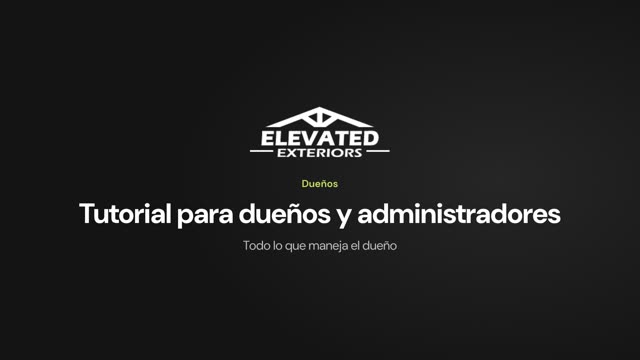 ELEVATED
EXTERIORS
Dueños
Tutorial para dueños y administradores
Todo lo que maneja el dueño